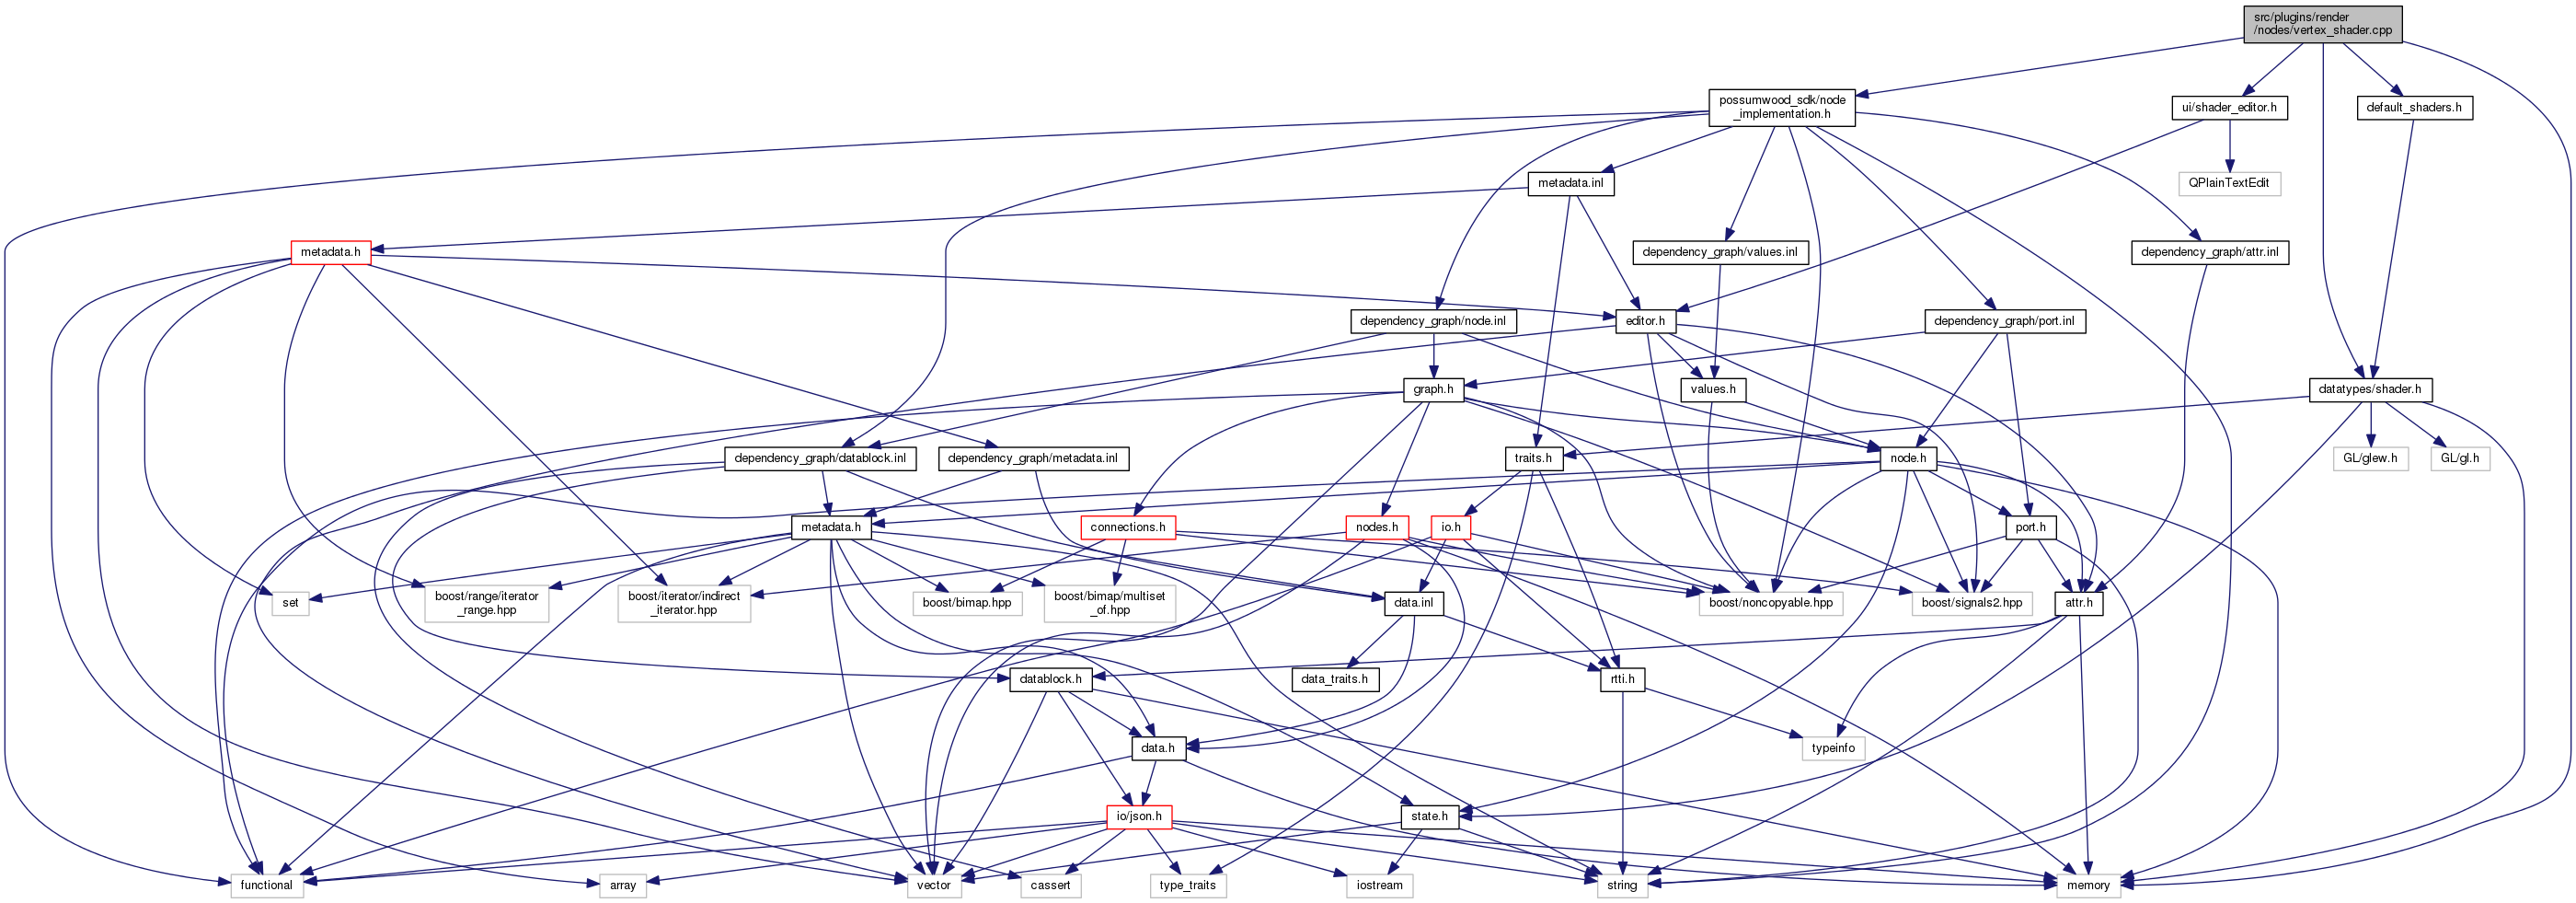 src/plugins/render
/nodes/vertex_shader.cpp
possumwood_sdk/node
_implementation.h
ui/shader_editor.h
default_shaders.h
metadata.inl
QPlainTextEdit
metadata.h
dependency_graph/values.inl
dependency_graph/attr.inl
dependency_graph/node.inl
editor.h
dependency_graph/port.inl
graph.h
values.h
datatypes/shader.h
dependency_graph/datablock.inl
dependency_graph/metadata.inl
traits.h
node.h
GL/glew.h
GL/gl.h
metadata.h
connections.h
nodes.h
io.h
port.h
set
boost/range/iterator
_range.hpp
boost/iterator/indirect
_iterator.hpp
boost/bimap.hpp
boost/bimap/multiset
_of.hpp
data.inl
boost/noncopyable.hpp
boost/signals2.hpp
attr.h
datablock.h
data_traits.h
rtti.h
data.h
typeinfo
io/json.h
state.h
functional
array
vector
cassert
type_traits
iostream
string
memory